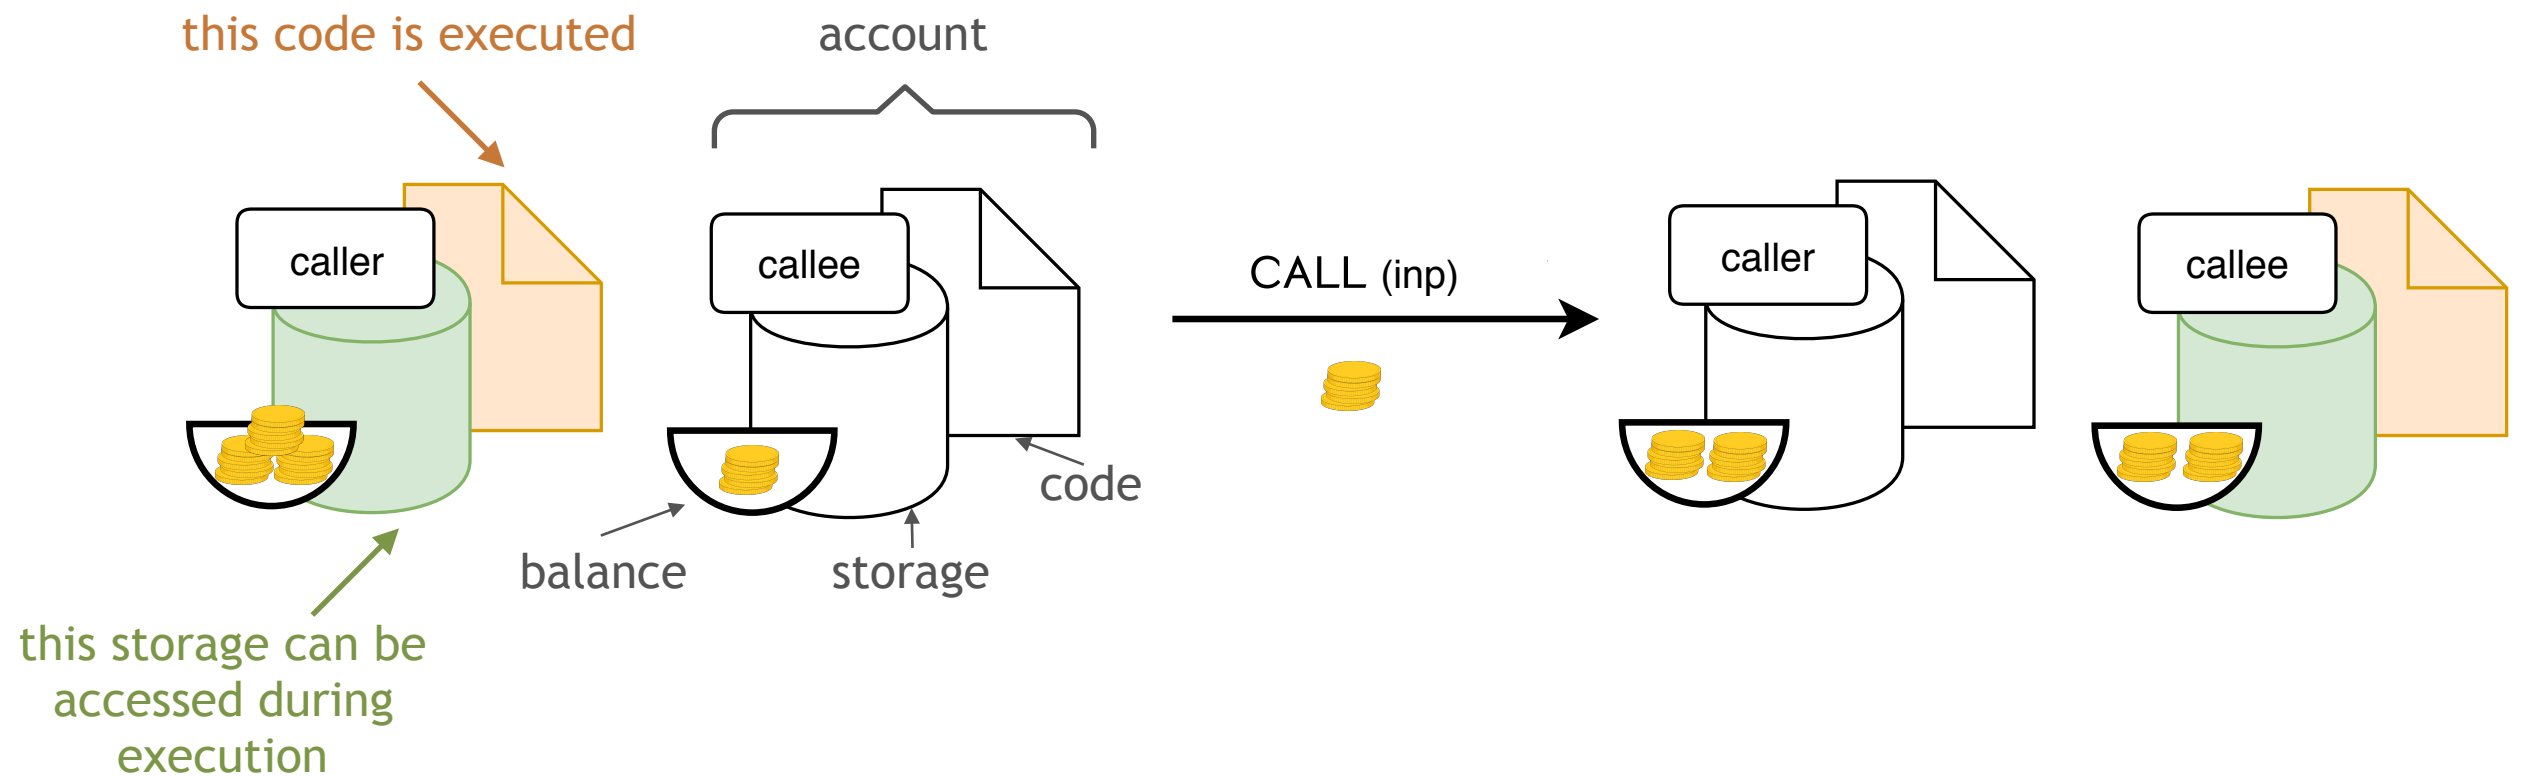 this code is executed
account
caller
callee
CALL (inp)
caller
callee
code
balance
storage
this storage can be
accessed during
execution